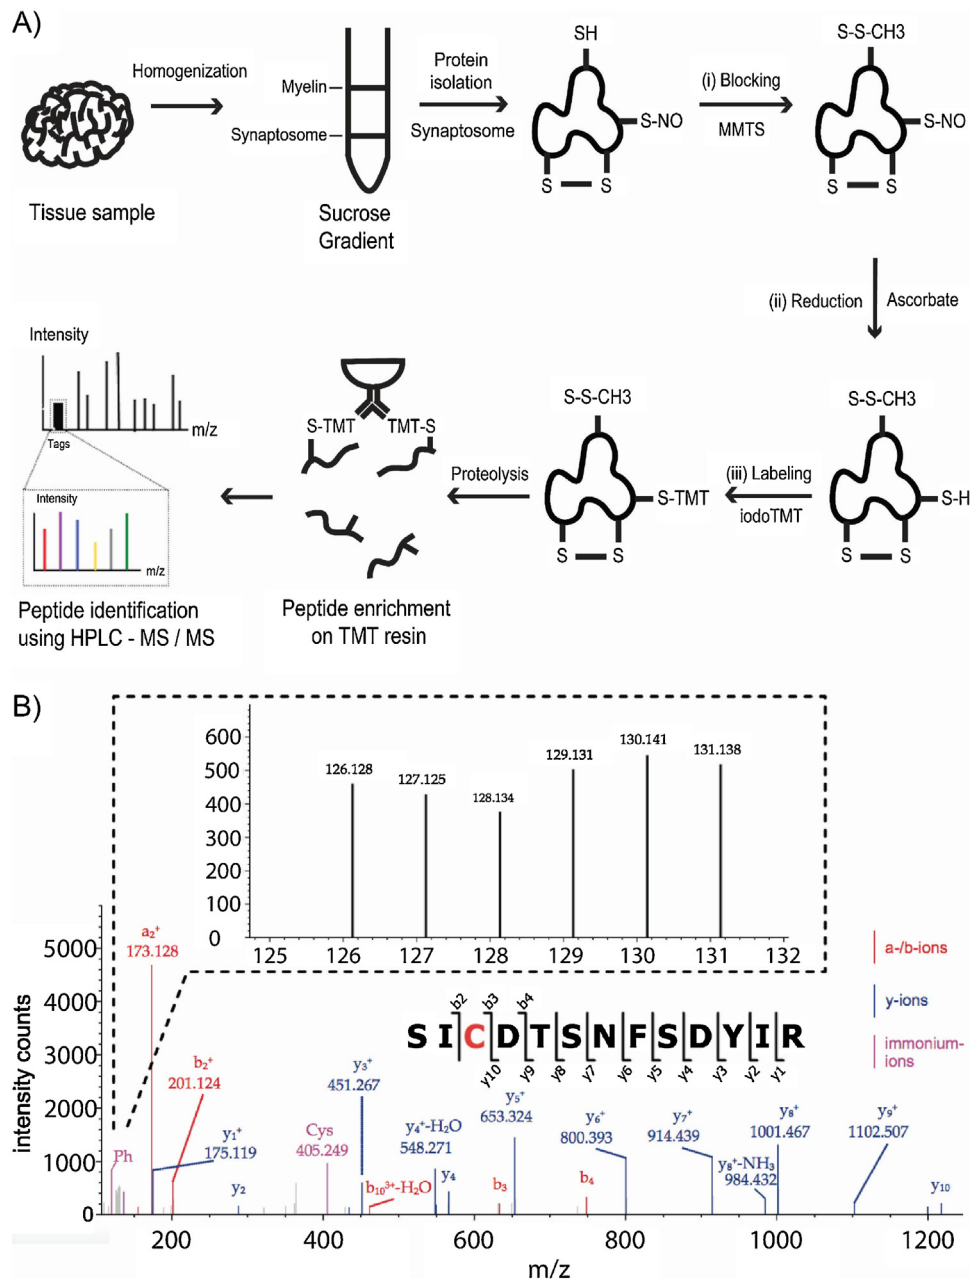 A)
Homogenization
Myelin
Synaptosome
Tissue sample
Sucrose
Gradient
Protein
isolation
Synaptosome
SH
S-NO
S
S
(i) Blocking
MMTS
S-S-CH3
S-NO
S
S
(ii) Reduction
Ascorbate
S-S-CH3
S-H
S
S
(iii) Labeling
iodoTMT
S-S-CH3
S-TMT
S
S
Proteolysis
S-TMT
TMT-S
Peptide enrichment
on TMT resin
Intensity
m/z
Tags
Intensity
m/z
Peptide identification
using HPLC - MS / MS
B)
600
500
400
300
200
100
0
126.128
127.125
128.134
129.131
130.141
131.138
125 126 127 128 129 130 131 132
intensity counts
5000
4000
3000
2000
1000
0
a₂⁺
173.128
b₂⁺
201.124
y₁⁺
175.119
Ph
y₂
Cys
405.249
y₃⁺
451.267
b₁₀³⁺-H₂O
y₄⁺-H₂O
548.271
y₄
b₃
y₅⁺
653.324
b₄
y₆⁺
800.393
y₇⁺
914.439
y₈⁺-NH₃
984.432
y₈⁺
1001.467
y₉⁺
1102.507
y₁₀
b2 b3 b4
S I C D T S N F S D Y I R
y10 y9 y8 y7 y6 y5 y4 y3 y2 y1
a-/b-ions
y-ions
immonium-
ions
200 400 600 800 1000 1200
m/z